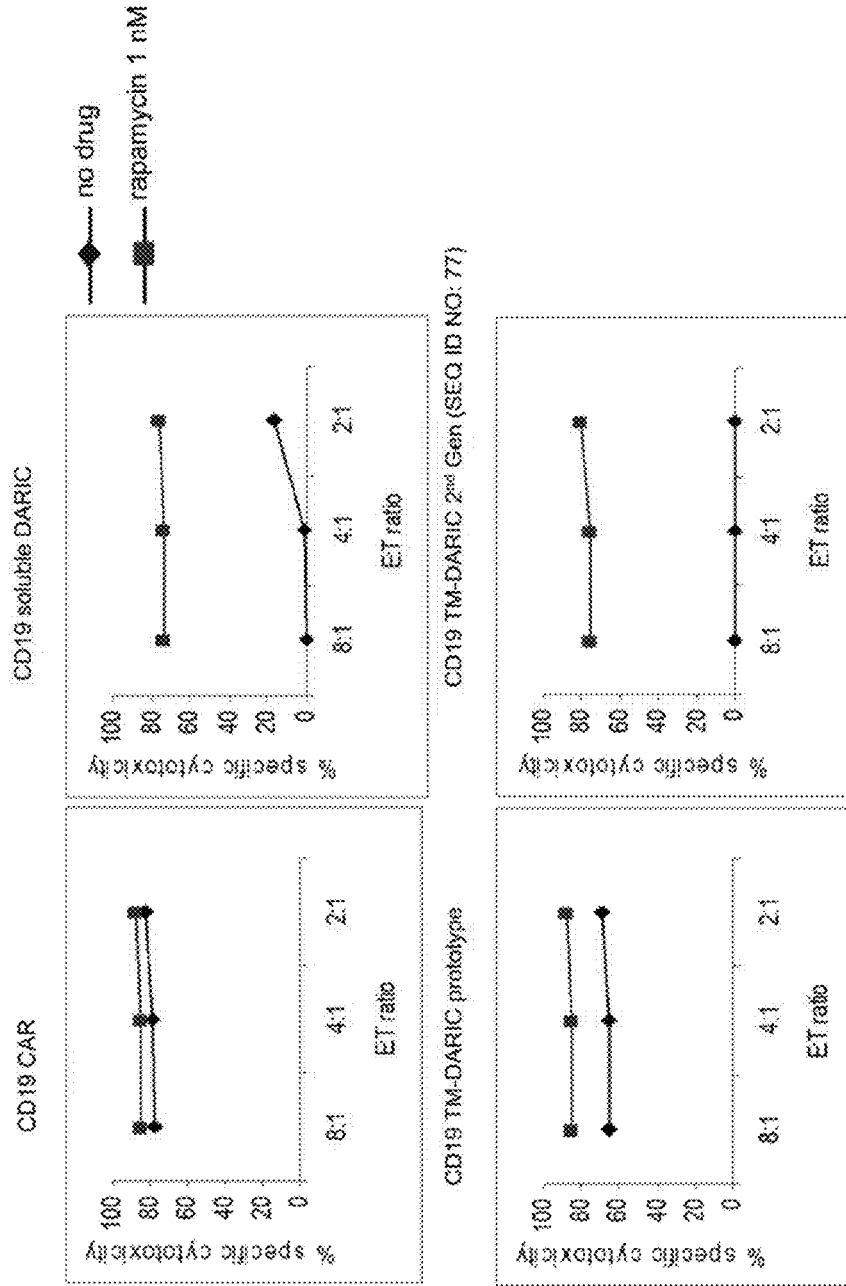 CD19 CAR
% specific cytotoxicity
100
80
60
40
20
0
8:1
4:1
2:1
ET ratio
CD19 soluble DARIC
% specific cytotoxicity
100
80
60
40
20
0
8:1
4:1
2:1
ET ratio
no drug
rapamycin 1 nM
CD19 TM-DARIC prototype
% specific cytotoxicity
100
80
60
40
20
0
8:1
4:1
2:1
ET ratio
CD19 TM-DARIC 2nd Gen (SEQ ID NO: 77)
% specific cytotoxicity
100
80
60
40
20
0
8:1
4:1
2:1
ET ratio